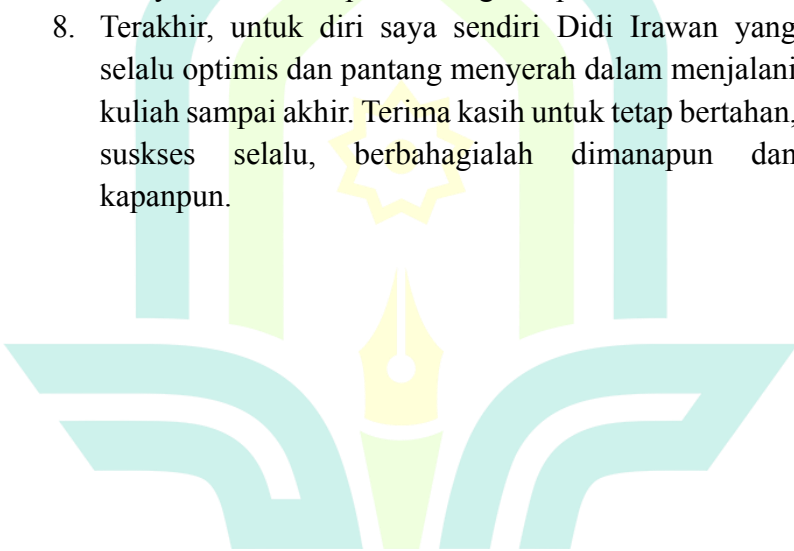 8. Terakhir, untuk diri saya sendiri Didi Irawan yang
selalu optimis dan pantang menyerah dalam menjalani
kuliah sampai akhir. Terima kasih untuk tetap bertahan,
suskses selalu, berbahagialah dimanapun dan
kapanpun.